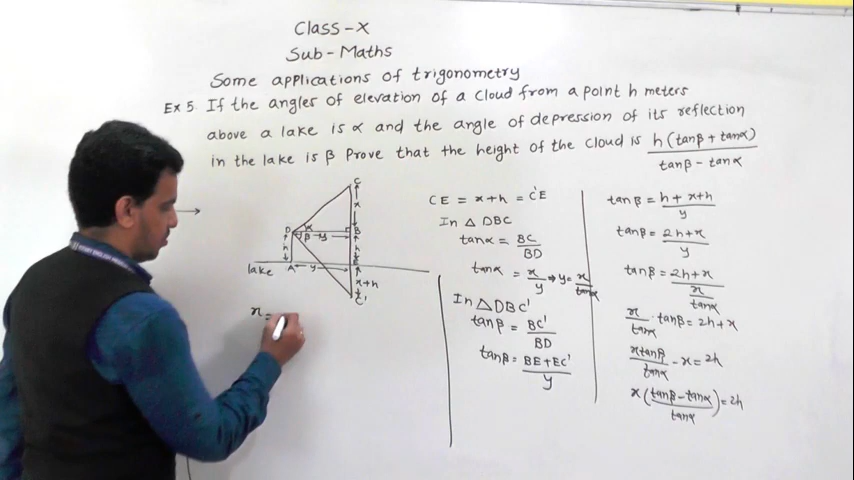 Class-X
Sub-Maths
Some applications of trigonometry
Ex 5. If the angles of elevation of a cloud from a point h meters
above a lake is α and the angle of depression of its reflection
in the lake is β Prove that the height of the cloud is h(tanβ + tanα)/tanβ - tanα
C
x
D α B
β y
h h
lake A y E
x+h
C'
x =
CE = x+h = C'E
In △ DBC
tanα = BC/BD
tanα = x/y ⇒ y = x/tanα
In △DBC'
tanβ = BC'/BD
tanβ = BE+EC'/y
tanβ = h+x+h/y
tanβ = 2h+x/y
tanβ = 2h+x/x/tanα
x/tanα · tanβ = 2h+x
xtanβ/tanα - x = 2h
x(tanβ-tanα/tanα) = 2h